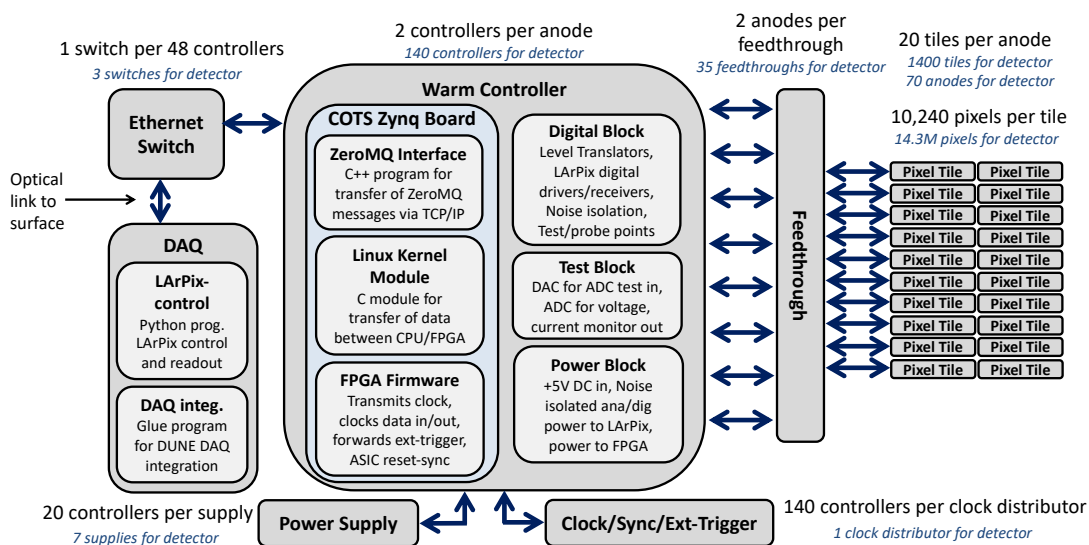 1 switch per 48 controllers
3 switches for detector
2 controllers per anode
140 controllers for detector
2 anodes per
feedthrough
35 feedthroughs for detector
20 tiles per anode
1400 tiles for detector
70 anodes for detector
10,240 pixels per tile
14.3M pixels for detector
Ethernet
Switch
Optical
link to
surface
DAQ
LArPix-
control
Python prog.
LArPix control
and readout
DAQ integ.
Glue program
for DUNE DAQ
integration
Warm Controller
COTS Zynq Board
ZeroMQ Interface
C++ program for
transfer of ZeroMQ
messages via TCP/IP
Linux Kernel
Module
C module for
transfer of data
between CPU/FPGA
FPGA Firmware
Transmits clock,
clocks data in/out,
forwards ext-trigger,
ASIC reset-sync
Digital Block
Level Translators,
LArPix digital
drivers/receivers,
Noise isolation,
Test/probe points
Test Block
DAC for ADC test in,
ADC for voltage,
current monitor out
Power Block
+5V DC in, Noise
isolated ana/dig
power to LArPix,
power to FPGA
Feedthrough
Pixel Tile Pixel Tile
Pixel Tile Pixel Tile
Pixel Tile Pixel Tile
Pixel Tile Pixel Tile
Pixel Tile Pixel Tile
Pixel Tile Pixel Tile
Pixel Tile Pixel Tile
Pixel Tile Pixel Tile
Pixel Tile Pixel Tile
Pixel Tile Pixel Tile
20 controllers per supply
7 supplies for detector
Power Supply
Clock/Sync/Ext-Trigger
140 controllers per clock distributor
1 clock distributor for detector